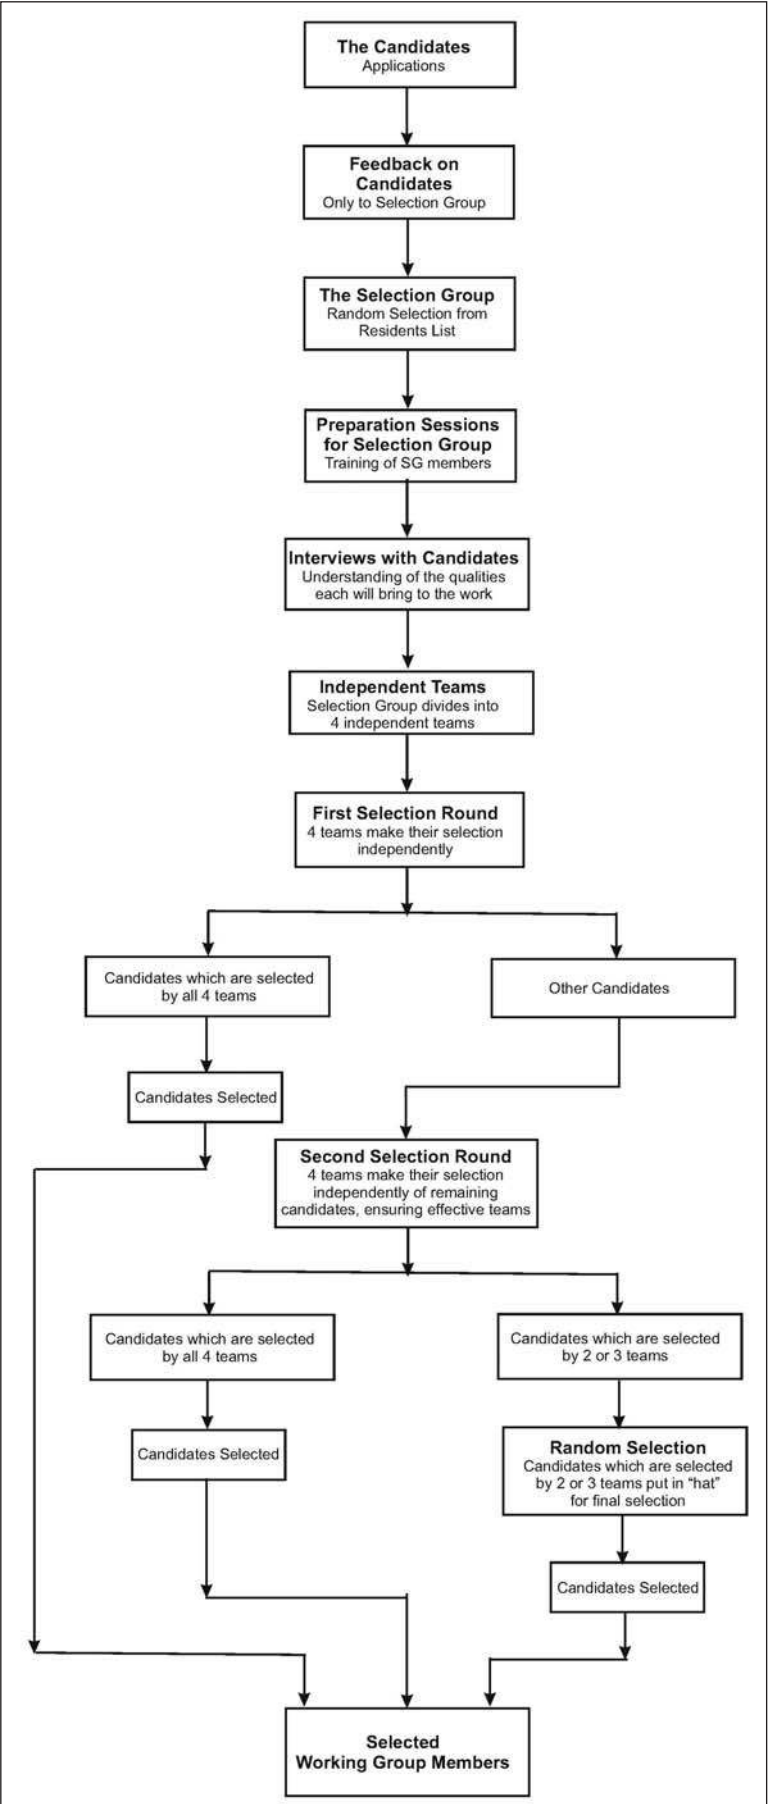 The Candidates
Applications
Feedback on
Candidates
Only to Selection Group
The Selection Group
Random Selection from
Residents List
Preparation Sessions
for Selection Group
Training of SG members
Interviews with Candidates
Understanding of the qualities
each will bring to the work
Independent Teams
Selection Group divides into
4 independent teams
First Selection Round
4 teams make their selection
independently
Candidates which are selected
by all 4 teams
Other Candidates
Candidates Selected
Second Selection Round
4 teams make their selection
independently of remaining
candidates, ensuring effective teams
Candidates which are selected
by all 4 teams
Candidates which are selected
by 2 or 3 teams
Candidates Selected
Random Selection
Candidates which are selected
by 2 or 3 teams put in “hat”
for final selection
Candidates Selected
Selected
Working Group Members